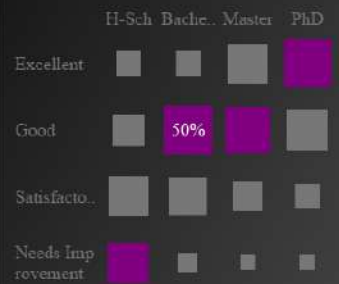 H-Sch Bache.. Master PhD
Excellent
Good 50%
Satisfacto..
Needs Imp
rovement